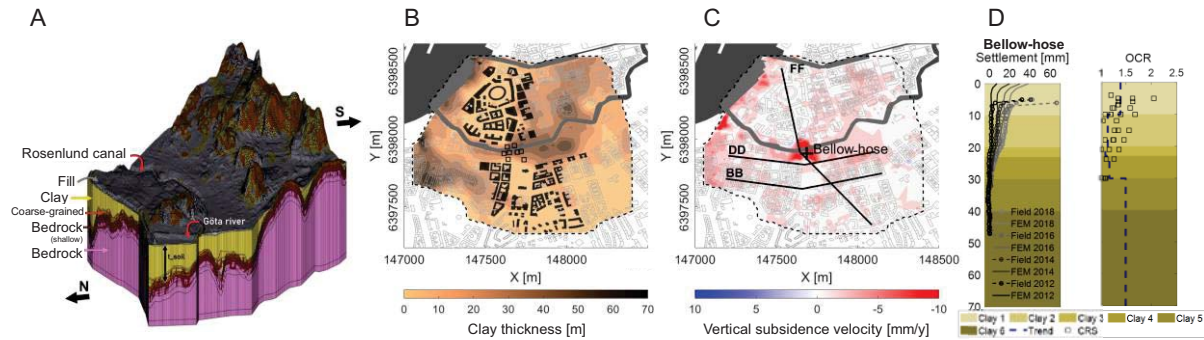 A
B
C
D
S
Rosenlund canal
Fill
Clay
Coarse-grained
Bedrock
(shallow)
Bedrock
Göta river
t_soil
N
Y [m]
6398500
6398000
6397500
147000
147500
148000
148500
X [m]
0
10
20
30
40
50
60
70
Clay thickness [m]
Y [m]
6398500
6398000
6397500
FF
DD
BB
Bellow-hose
147000
147500
148000
148500
X [m]
10
5
0
-5
-10
Vertical subsidence velocity [mm/y]
Bellow-hose
Settlement [mm]
0 20 40 60
OCR
1 1.5 2 2.5
0
10
20
30
40
50
60
70
Field 2018
FEM 2018
Field 2016
FEM 2016
Field 2014
FEM 2014
Field 2012
FEM 2012
Clay 1 Clay 2 Clay 3 Clay 4 Clay 5
Clay 6 Trend CRS